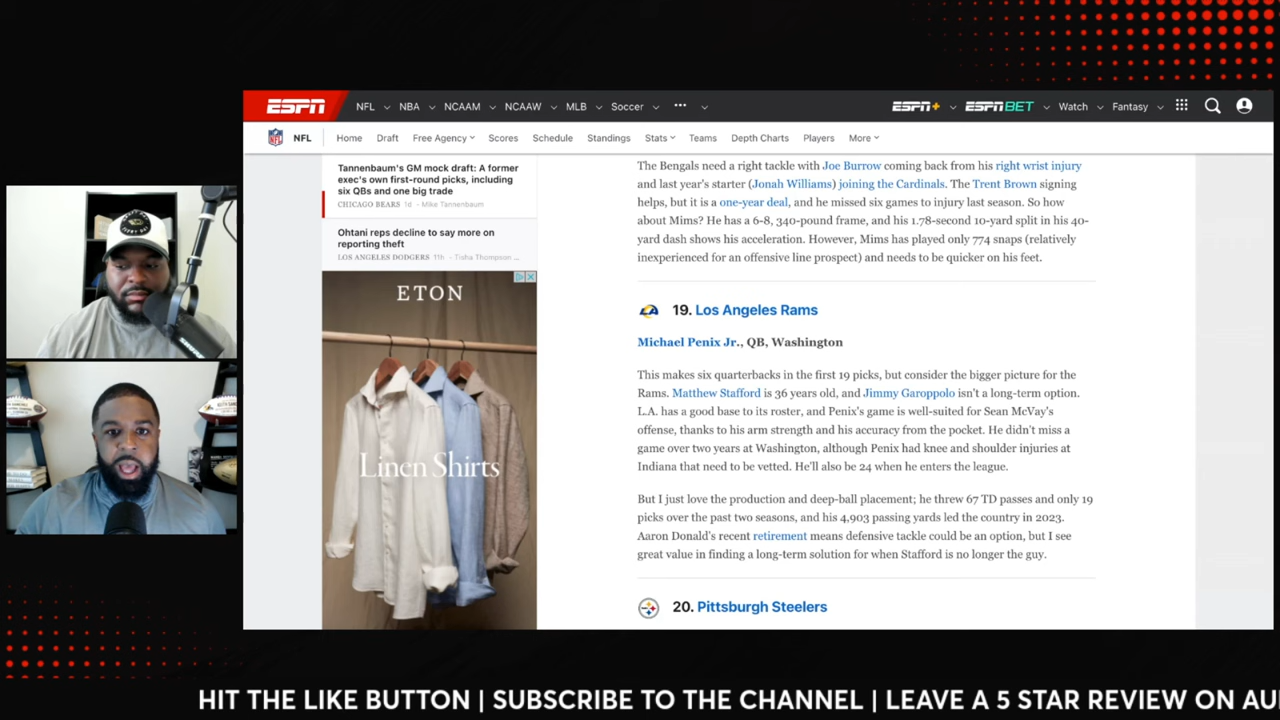 ESPN NFL NBA NCAAM NCAAW MLB Soccer ••• ESPN+ ESPN BET Watch Fantasy
NFL Home Draft Free Agency Scores Schedule Standings Stats Teams Depth Charts Players More
Tannenbaum's GM mock draft: A former
exec's own first-round picks, including
six QBs and one big trade
CHICAGO BEARS 1d - Mike Tannenbaum
Ohtani reps decline to say more on
reporting theft
LOS ANGELES DODGERS 11h - Tisha Thompson ...
ETON
Linen Shirts
The Bengals need a right tackle with Joe Burrow coming back from his right wrist injury
and last year's starter (Jonah Williams) joining the Cardinals. The Trent Brown signing
helps, but it is a one-year deal, and he missed six games to injury last season. So how
about Mims? He has a 6-8, 340-pound frame, and his 1.78-second 10-yard split in his 40-
yard dash shows his acceleration. However, Mims has played only 774 snaps (relatively
inexperienced for an offensive line prospect) and needs to be quicker on his feet.
19. Los Angeles Rams
Michael Penix Jr., QB, Washington
This makes six quarterbacks in the first 19 picks, but consider the bigger picture for the
Rams. Matthew Stafford is 36 years old, and Jimmy Garoppolo isn't a long-term option.
L.A. has a good base to its roster, and Penix's game is well-suited for Sean McVay's
offense, thanks to his arm strength and his accuracy from the pocket. He didn't miss a
game over two years at Washington, although Penix had knee and shoulder injuries at
Indiana that need to be vetted. He'll also be 24 when he enters the league.
But I just love the production and deep-ball placement; he threw 67 TD passes and only 19
picks over the past two seasons, and his 4,903 passing yards led the country in 2023.
Aaron Donald's recent retirement means defensive tackle could be an option, but I see
great value in finding a long-term solution for when Stafford is no longer the guy.
20. Pittsburgh Steelers
HIT THE LIKE BUTTON | SUBSCRIBE TO THE CHANNEL | LEAVE A 5 STAR REVIEW ON AU